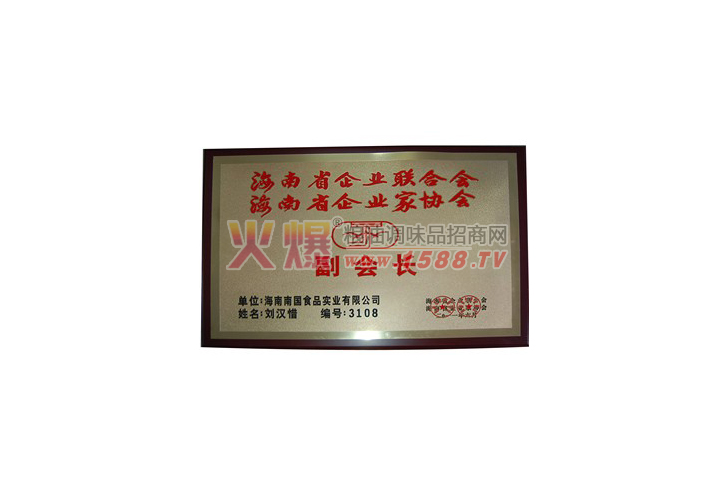 海南省企业联合会
海南省企业家协会
火爆® 粮油调味品招商网
www.1588.TV
副会长
单位:海南南国食品实业有限公司
姓名:刘汉惜 编号:3108